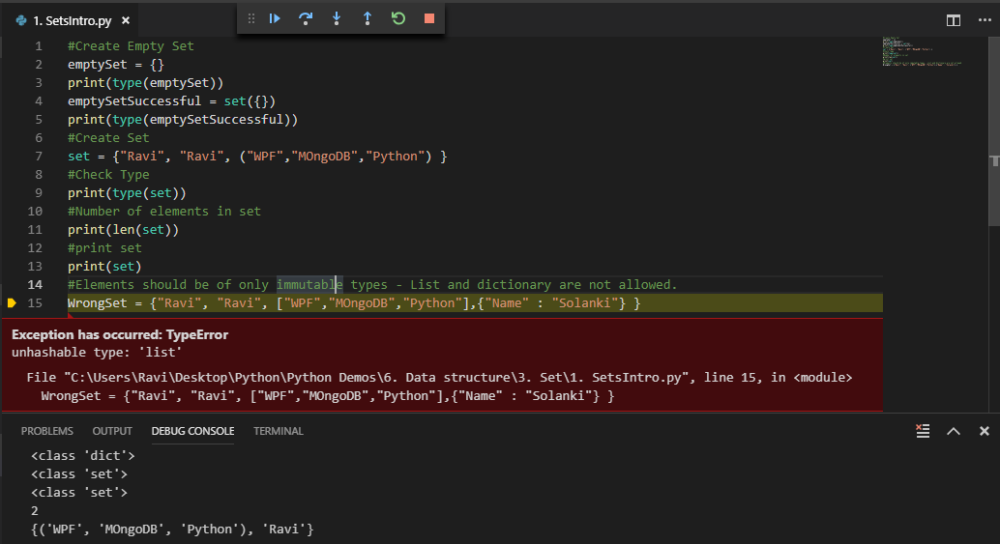 1. SetsIntro.py ×
1 #Create Empty Set
2 emptySet = {}
3 print(type(emptySet))
4 emptySetSuccessful = set({})
5 print(type(emptySetSuccessful))
6 #Create Set
7 set = {"Ravi", "Ravi", ("WPF","MOngoDB","Python") }
8 #Check Type
9 print(type(set))
10 #Number of elements in set
11 print(len(set))
12 #print set
13 print(set)
14 #Elements should be of only immutable types - List and dictionary are not allowed.
15 WrongSet = {"Ravi", "Ravi", ["WPF","MOngoDB","Python"],{"Name" : "Solanki"} }
Exception has occurred: TypeError
unhashable type: 'list'
File "C:\Users\Ravi\Desktop\Python\Python Demos\6. Data structure\3. Set\1. SetsIntro.py", line 15, in <module>
WrongSet = {"Ravi", "Ravi", ["WPF","MOngoDB","Python"],{"Name" : "Solanki"} }
PROBLEMS OUTPUT DEBUG CONSOLE TERMINAL
<class 'dict'>
<class 'set'>
<class 'set'>
2
{('WPF', 'MOngoDB', 'Python'), 'Ravi'}